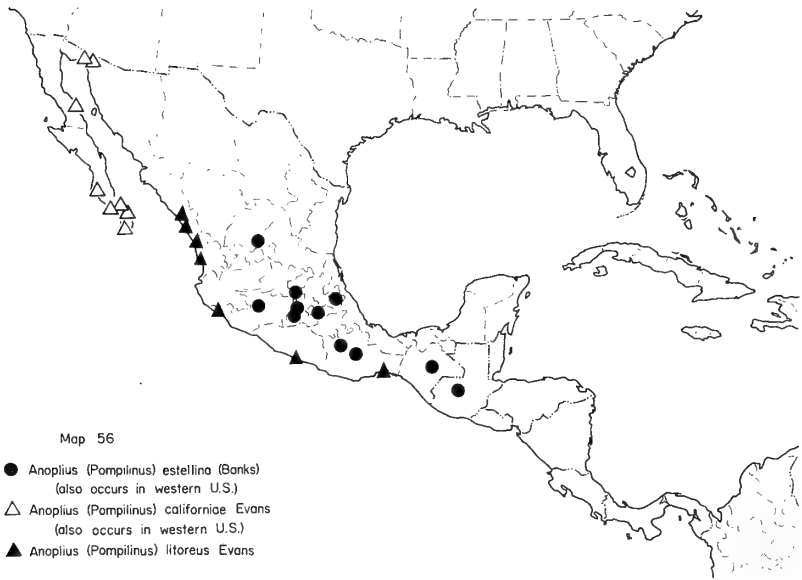 Map 56
Anoplius (Pompilinus) estellina (Banks)
(also occurs in western U.S.)
Anoplius (Pompilinus) californiae Evans
(also occurs in western U.S.)
Anoplius (Pompilinus) litoreus Evans